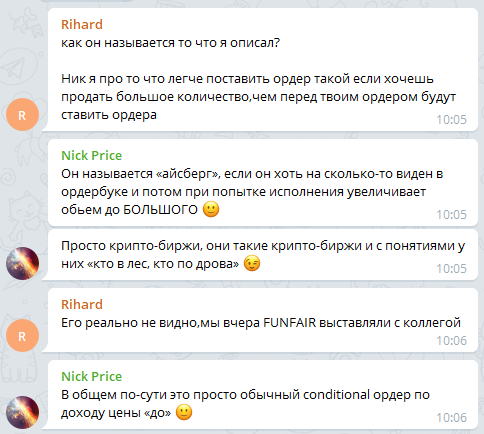 Rihard
как он называется то что я описал?
Ник я про то что легче поставить ордер такой если хочешь
продать большое количество,чем перед твоим ордером будут
ставить ордера
10:05
R
Nick Price
Он называется «айсберг», если он хоть на сколько-то виден в
ордербуке и потом при попытке исполнения увеличивает
обьем до БОЛЬШОГО 🙂
10:05
Просто крипто-биржи, они такие крипто-биржи и с понятиями у
них «кто в лес, кто по дрова» 😉
10:05
Rihard
Его реально не видно,мы вчера FUNFAIR выставляли с коллегой
10:06
R
Nick Price
В общем по-сути это просто обычный conditional ордер по
доходу цены «до» 🙂
10:06